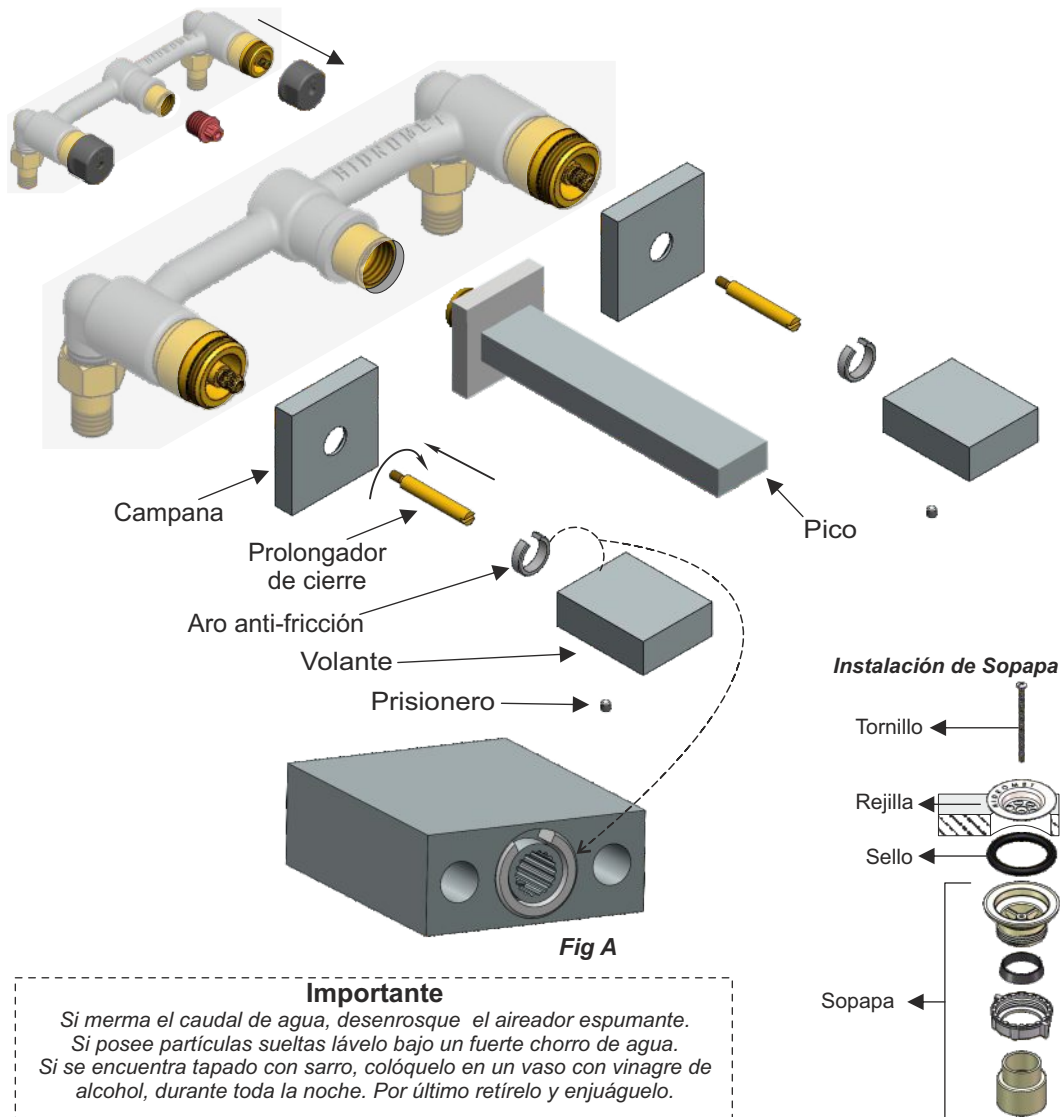 HIDROMET
HIDROMET
Campana
Prolongador
de cierre
Aro anti-fricción
Volante
Prisionero
Pico
Fig A
Instalación de Sopapa
Tornillo
HIDROMET
Rejilla
Sello
Sopapa
Importante
Si merma el caudal de agua, desenrosque el aireador espumante.
Si posee partículas sueltas lávelo bajo un fuerte chorro de agua.
Si se encuentra tapado con sarro, colóquelo en un vaso con vinagre de
alcohol, durante toda la noche. Por último retírelo y enjuáguelo.